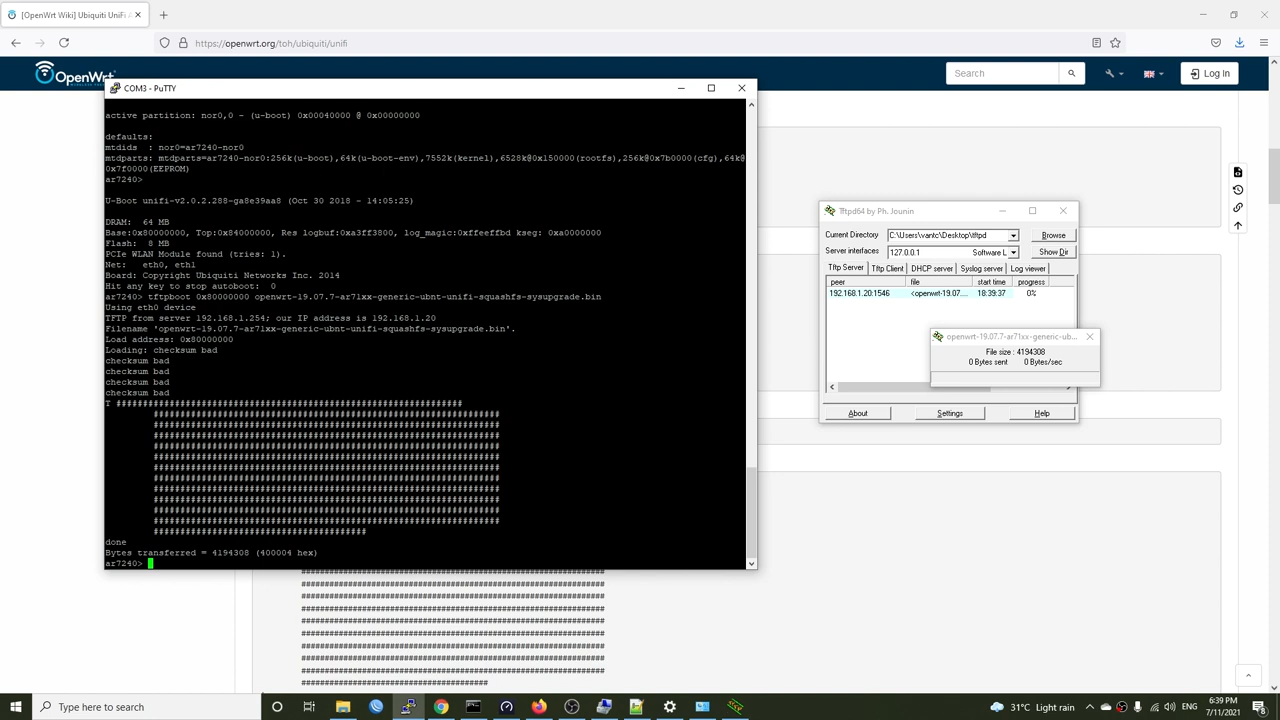 [OpenWrt Wiki] Ubiquiti UniFi A
https://openwrt.org/toh/ubiquiti/unifi
OpenWrt
Search
Log In
COM3 - PuTTY
active partition: nor0,0 - (u-boot) 0x00040000 @ 0x00000000
defaults:
mtdids  : nor0=ar7240-nor0
mtdparts: mtdparts=ar7240-nor0:256k(u-boot),64k(u-boot-env),7552k(kernel),6528k@0x150000(rootfs),256k@0x7b0000(cfg),64k@
0x7f0000(EEPROM)
ar7240>
U-Boot unifi-v2.0.2.288-ga8e39aa8 (Oct 30 2018 - 14:05:25)
DRAM:  64 MB
Base:0x80000000, Top:0x84000000, Res logbuf:0xa3ff3800, log_magic:0xffeeffbd kseg: 0xa0000000
Flash:  8 MB
PCIe WLAN Module found (tries: 1).
Net:   eth0, eth1
Board: Copyright Ubiquiti Networks Inc. 2014
Hit any key to stop autoboot:  0
ar7240> tftpboot 0x80000000 openwrt-19.07.7-ar71xx-generic-ubnt-unifi-squashfs-sysupgrade.bin
Using eth0 device
TFTP from server 192.168.1.254; our IP address is 192.168.1.20
Filename 'openwrt-19.07.7-ar71xx-generic-ubnt-unifi-squashfs-sysupgrade.bin'.
Load address: 0x80000000
Loading: checksum bad
checksum bad
checksum bad
checksum bad
checksum bad
T #################################################################
#################################################################
#################################################################
#################################################################
#################################################################
#################################################################
#################################################################
#################################################################
#################################################################
#################################################################
#################################################################
#################################################################
########################################
done
Bytes transferred = 4194308 (400004 hex)
ar7240>
Tftpd64 by Ph. Jounin
Current Directory C:\Users\vantc\Desktop\tftpd Browse
Server interfaces 127.0.0.1 Software L Show Dir
Tftp Server Tftp Client DHCP server Syslog server Log viewer
peer file start time progress
192.168.1.20:1546 <openwrt-19.07.... 18:39:37 0%
openwrt-19.07.7-ar71xx-generic-ub...
File size : 4194308
0 Bytes sent 0 Bytes/sec
About Settings Help
#########################################################
#########################################################
#########################################################
#########################################################
#########################################################
#########################################################
#########################################################
#########################################################
#########################################################
###################################
Type here to search
31°C Light rain
ENG
6:39 PM
7/11/2021
8